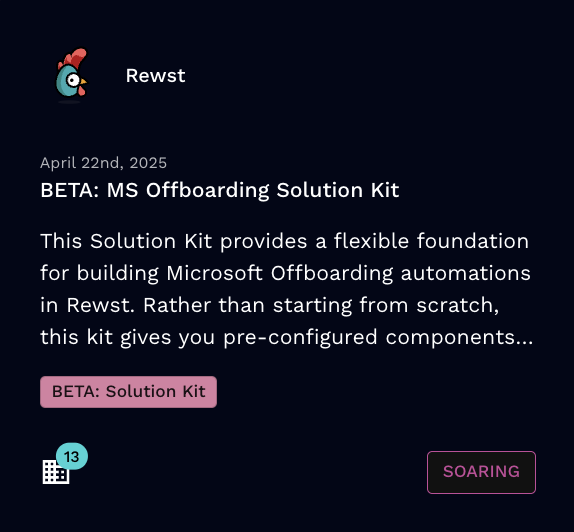 Rewst
April 22nd, 2025
BETA: MS Offboarding Solution Kit
This Solution Kit provides a flexible foundation
for building Microsoft Offboarding automations
in Rewst. Rather than starting from scratch,
this kit gives you pre-configured components...
BETA: Solution Kit
13
SOARING